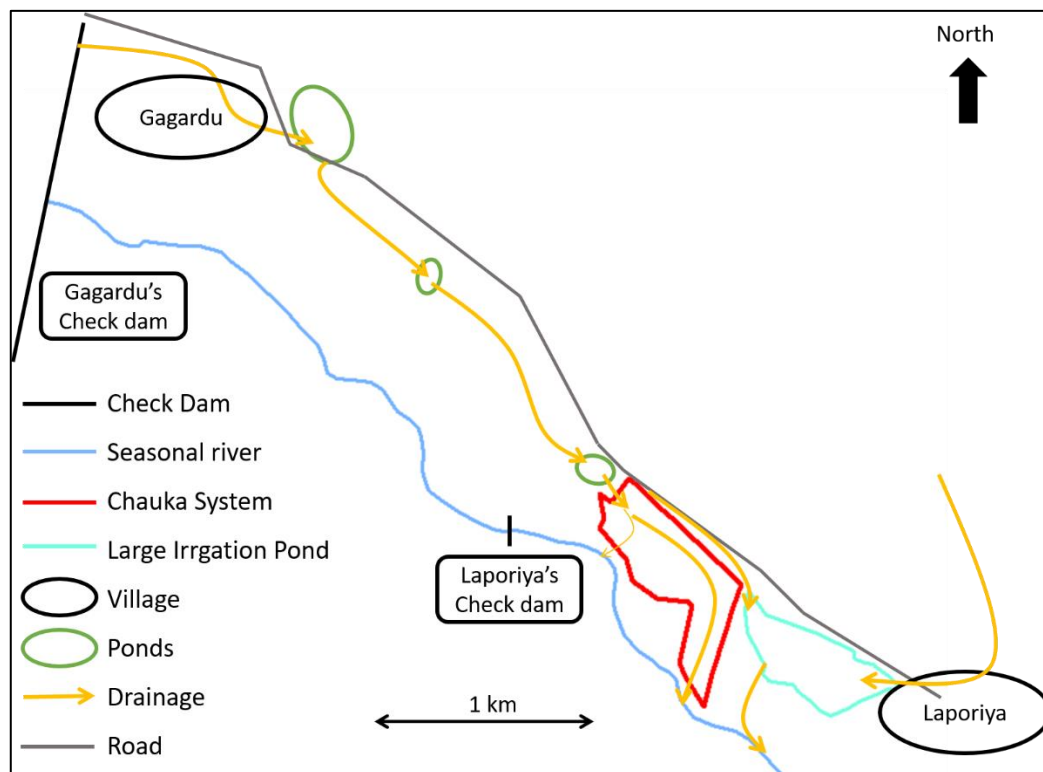 North
Gagardu
Gagardu's
Check dam
Check Dam
Seasonal river
Chauka System
Large Irrgation Pond
Laporiya's
Check dam
Village
Ponds
Drainage
1 km
Laporiya
Road